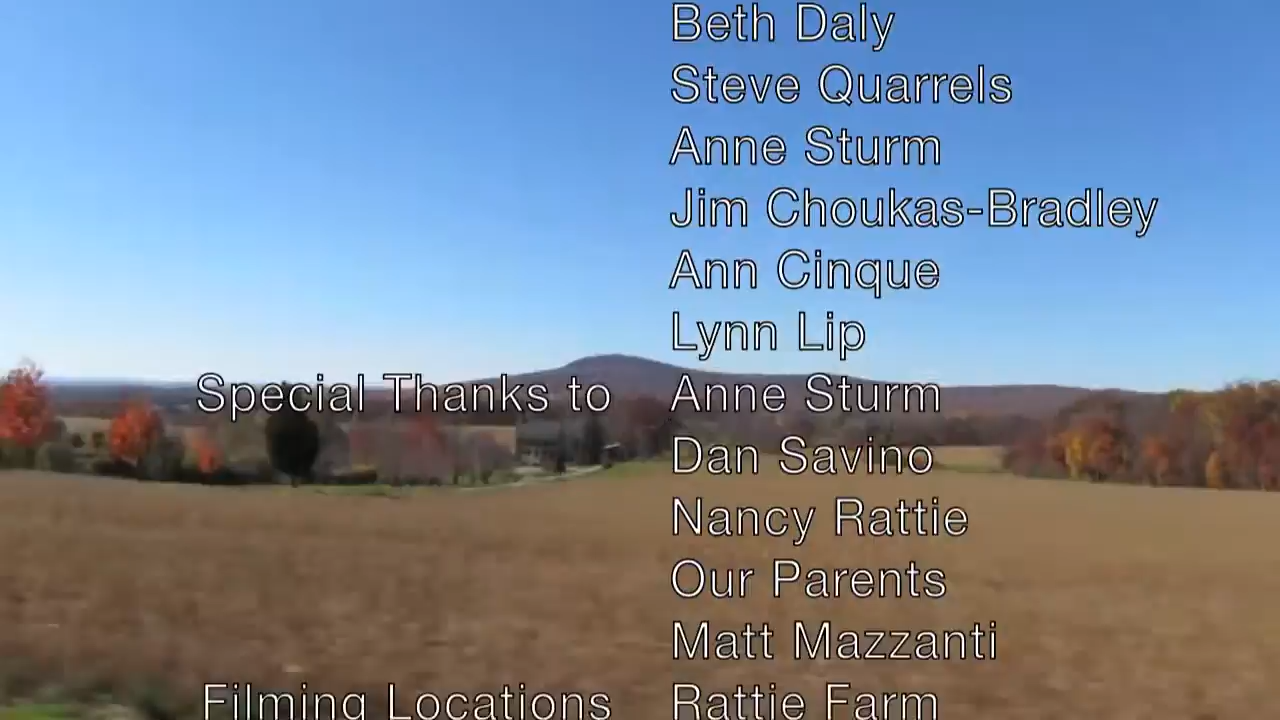 Beth Daly
Steve Quarrels
Anne Sturm
Jim Choukas-Bradley
Ann Cinque
Lynn Lip
Special Thanks to Anne Sturm
Dan Savino
Nancy Rattie
Our Parents
Matt Mazzanti
Filming Locations Rattie Farm